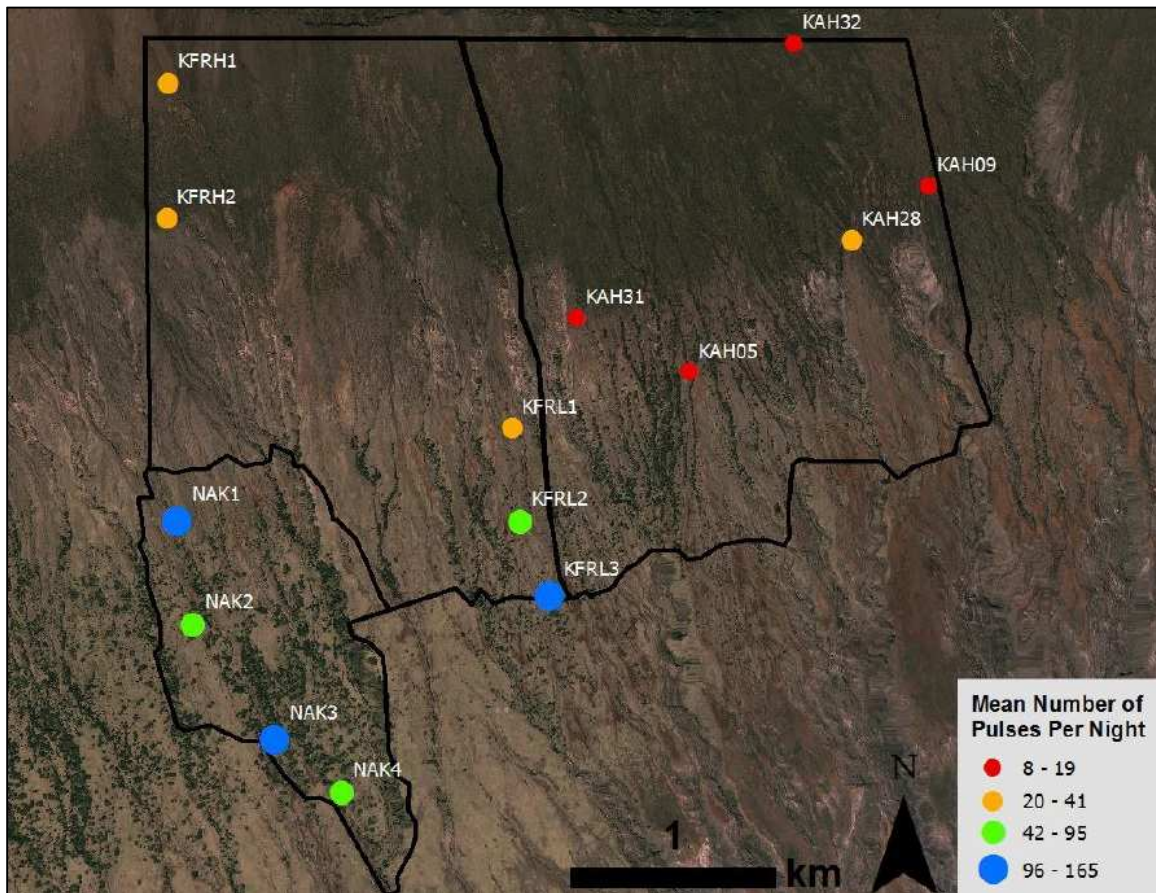 KAH32
KFRH1
KAH09
KFRH2
KAH28
KAH31
KAH05
KFRL1
NAK1
KFRL2
KFRL3
NAK2
NAK3
NAK4
1
km
N
Mean Number of
Pulses Per Night
8 - 19
20 - 41
42 - 95
96 - 165